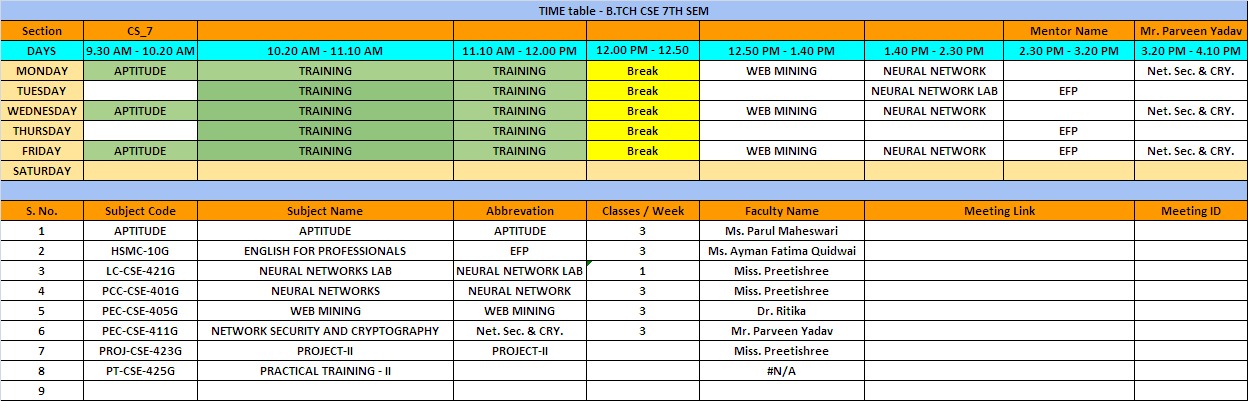 TIME table - B.TCH CSE 7TH SEM
Section CS_7 Mentor Name Mr. Parveen Yadav
DAYS 9.30 AM - 10.20 AM 10.20 AM - 11.10 AM 11.10 AM - 12.00 PM 12.00 PM - 12.50 12.50 PM - 1.40 PM 1.40 PM - 2.30 PM 2.30 PM - 3.20 PM 3.20 PM - 4.10 PM
MONDAY APTITUDE TRAINING TRAINING Break WEB MINING NEURAL NETWORK Net. Sec. & CRY.
TUESDAY TRAINING TRAINING Break NEURAL NETWORK LAB EFP
WEDNESDAY APTITUDE TRAINING TRAINING Break WEB MINING NEURAL NETWORK Net. Sec. & CRY.
THURSDAY TRAINING TRAINING Break EFP
FRIDAY APTITUDE TRAINING TRAINING Break WEB MINING NEURAL NETWORK EFP Net. Sec. & CRY.
SATURDAY
S. No. Subject Code Subject Name Abbrevation Classes / Week Faculty Name Meeting Link Meeting ID
1 APTITUDE APTITUDE APTITUDE 3 Ms. Parul Maheswari
2 HSMC-10G ENGLISH FOR PROFESSIONALS EFP 3 Ms. Ayman Fatima Quidwai
3 LC-CSE-421G NEURAL NETWORKS LAB NEURAL NETWORK LAB 1 Miss. Preetishree
4 PCC-CSE-401G NEURAL NETWORKS NEURAL NETWORK 3 Miss. Preetishree
5 PEC-CSE-405G WEB MINING WEB MINING 3 Dr. Ritika
6 PEC-CSE-411G NETWORK SECURITY AND CRYPTOGRAPHY Net. Sec. & CRY. 3 Mr. Parveen Yadav
7 PROJ-CSE-423G PROJECT-II PROJECT-II Miss. Preetishree
8 PT-CSE-425G PRACTICAL TRAINING - II #N/A
9